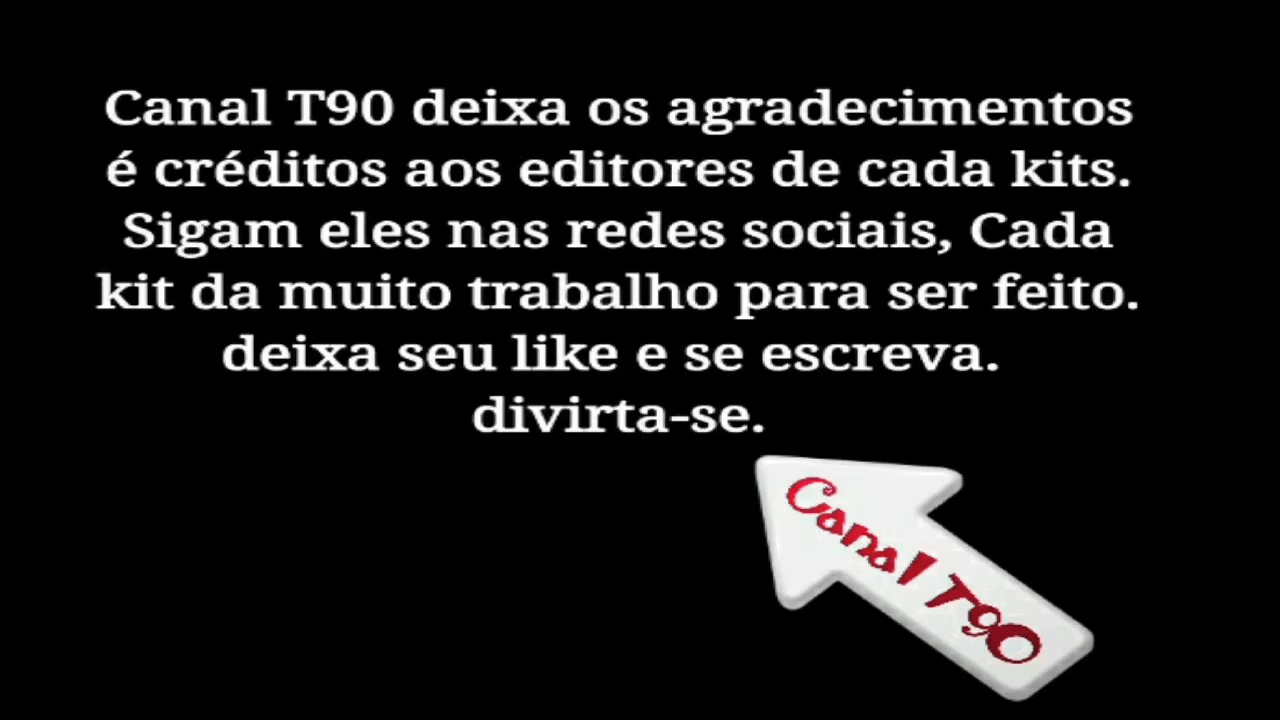 Canal T90 deixa os agradecimentos
é créditos aos editores de cada kits.
Sigam eles nas redes sociais, Cada
kit da muito trabalho para ser feito.
deixa seu like e se escreva.
divirta-se.
Canal T90